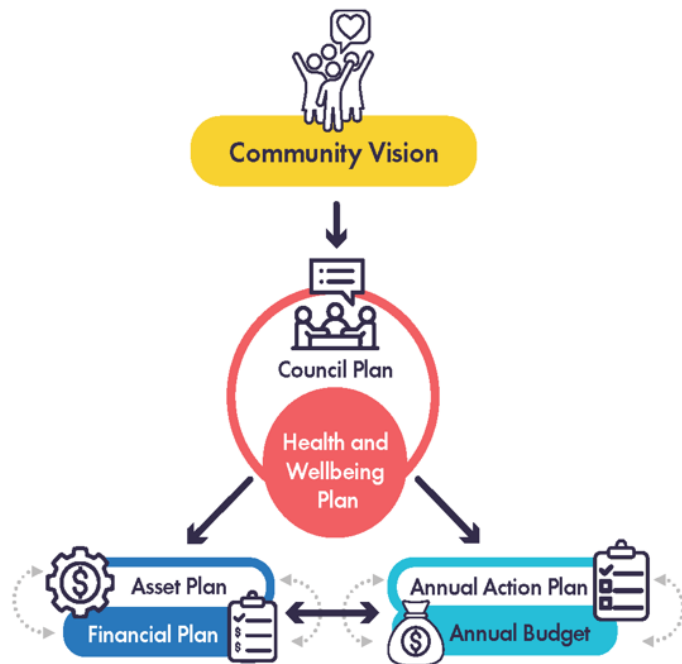 Community Vision
Council Plan
Health and
Wellbeing
Plan
Asset Plan
Financial Plan
Annual Action Plan
Annual Budget